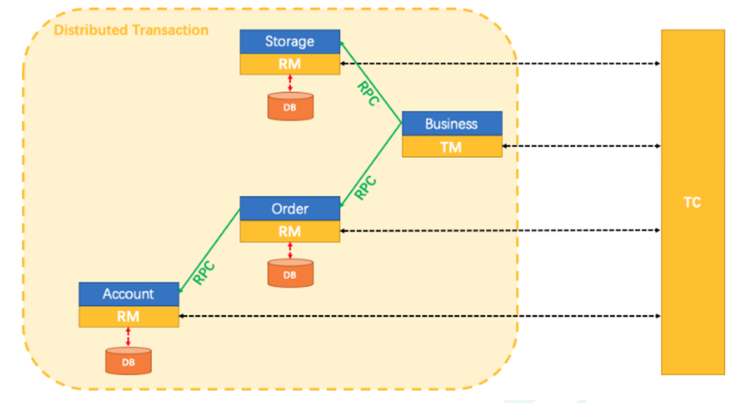 Distributed Transaction
Storage
RM
DB
RPC
Business
TM
RPC
Order
RM
DB
TC
RPC
Account
RM
DB